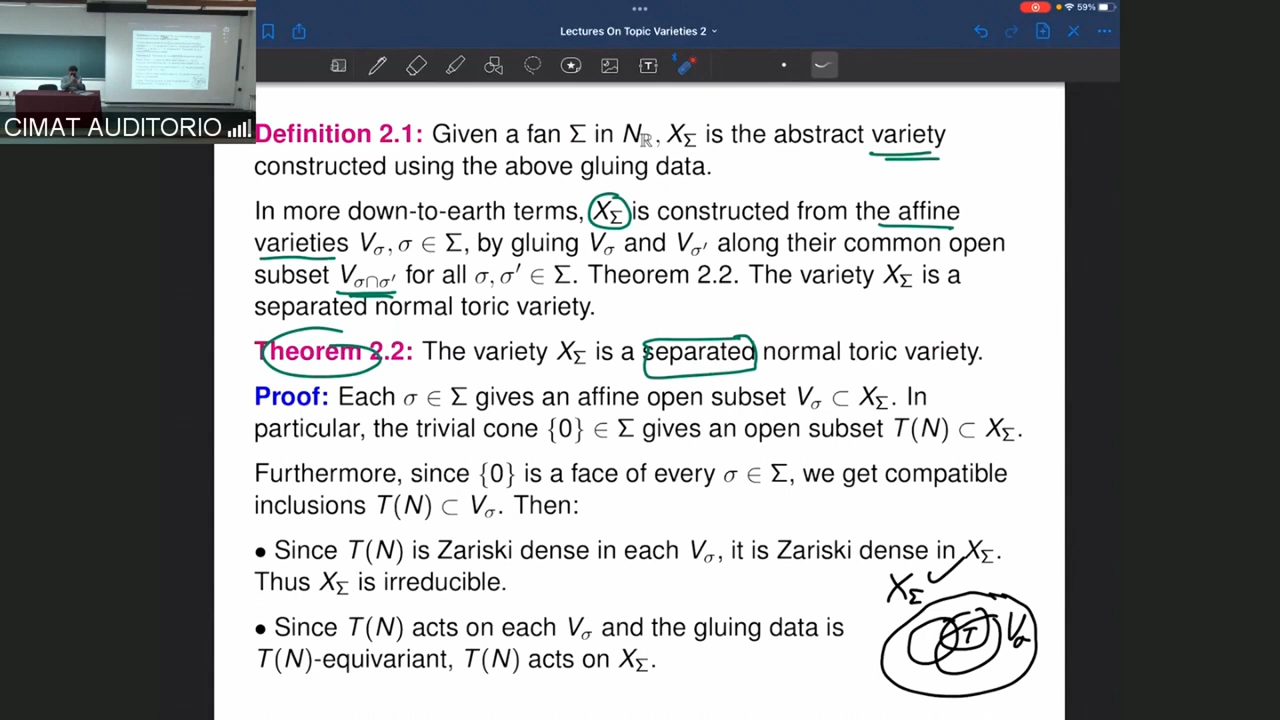 59%
Lectures On Topic Varieties 2
CIMAT AUDITORIO
Definition 2.1: Given a fan Σ in Nℝ, X_Σ is the abstract variety
constructed using the above gluing data.
In more down-to-earth terms, X_Σ is constructed from the affine
varieties V_σ, σ ∈ Σ, by gluing V_σ and V_σ′ along their common open
subset V_σ∩σ′ for all σ, σ′ ∈ Σ. Theorem 2.2. The variety X_Σ is a
separated normal toric variety.
Theorem 2.2: The variety X_Σ is a separated normal toric variety.
Proof: Each σ ∈ Σ gives an affine open subset V_σ ⊂ X_Σ. In
particular, the trivial cone {0} ∈ Σ gives an open subset T(N) ⊂ X_Σ.
Furthermore, since {0} is a face of every σ ∈ Σ, we get compatible
inclusions T(N) ⊂ V_σ. Then:
• Since T(N) is Zariski dense in each V_σ, it is Zariski dense in X_Σ.
Thus X_Σ is irreducible.
• Since T(N) acts on each V_σ and the gluing data is
T(N)-equivariant, T(N) acts on X_Σ.
X_Σ
T
V_σ